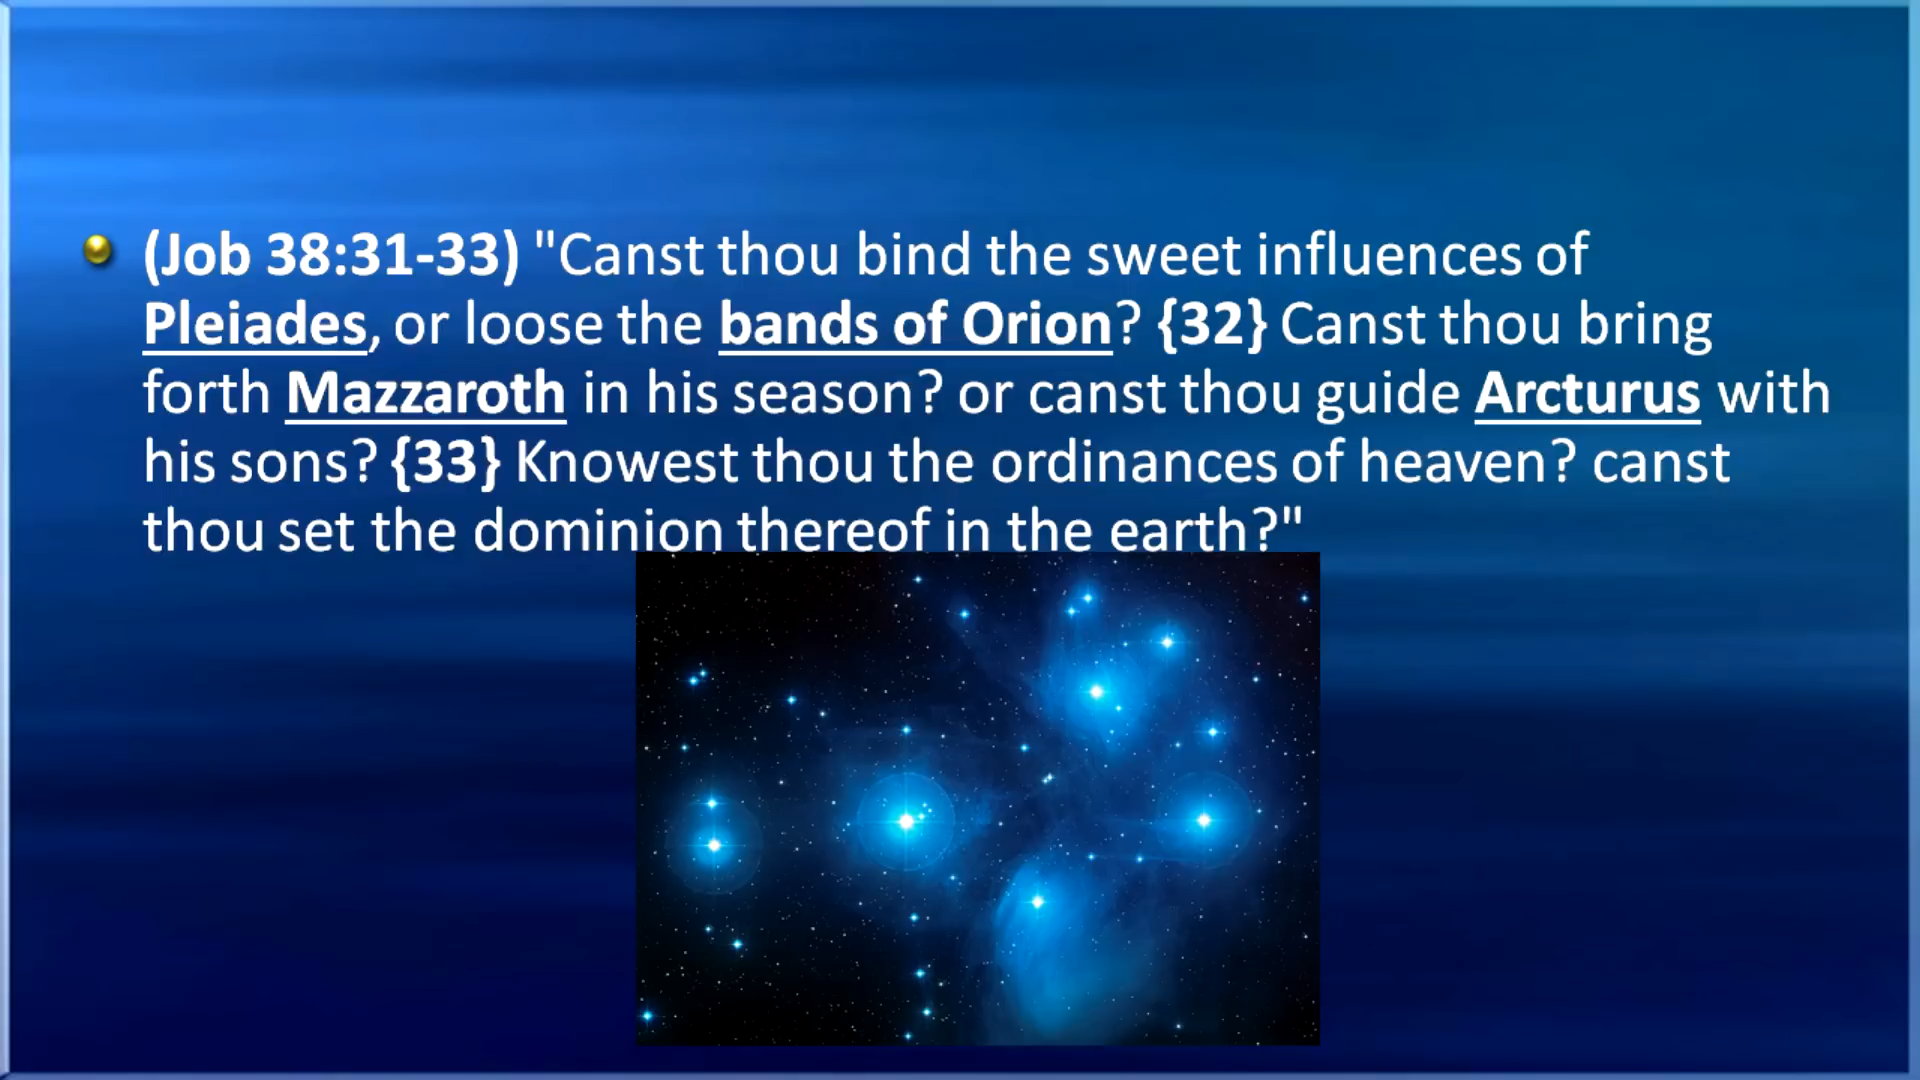 (Job 38:31-33) "Canst thou bind the sweet influences of
Pleiades, or loose the bands of Orion? {32} Canst thou bring
forth Mazzaroth in his season? or canst thou guide Arcturus with
his sons? {33} Knowest thou the ordinances of heaven? canst
thou set the dominion thereof in the earth?"